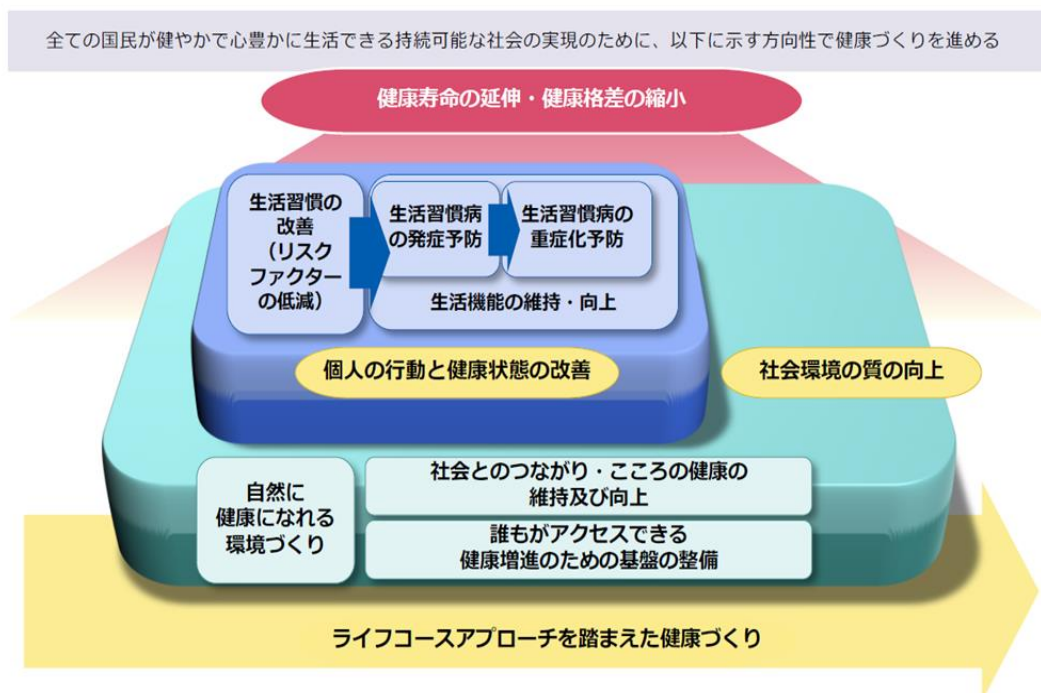 全ての国民が健やかで心豊かに生活できる持続可能な社会の実現のために、以下に示す方向性で健康づくりを進める
健康寿命の延伸・健康格差の縮小
生活習慣の
改善
（リスク
ファクター
の低減）
生活習慣病
の発症予防
生活習慣病の
重症化予防
生活機能の維持・向上
個人の行動と健康状態の改善
社会環境の質の向上
自然に
健康になれる
環境づくり
社会とのつながり・こころの健康の
維持及び向上
誰もがアクセスできる
健康増進のための基盤の整備
ライフコースアプローチを踏まえた健康づくり